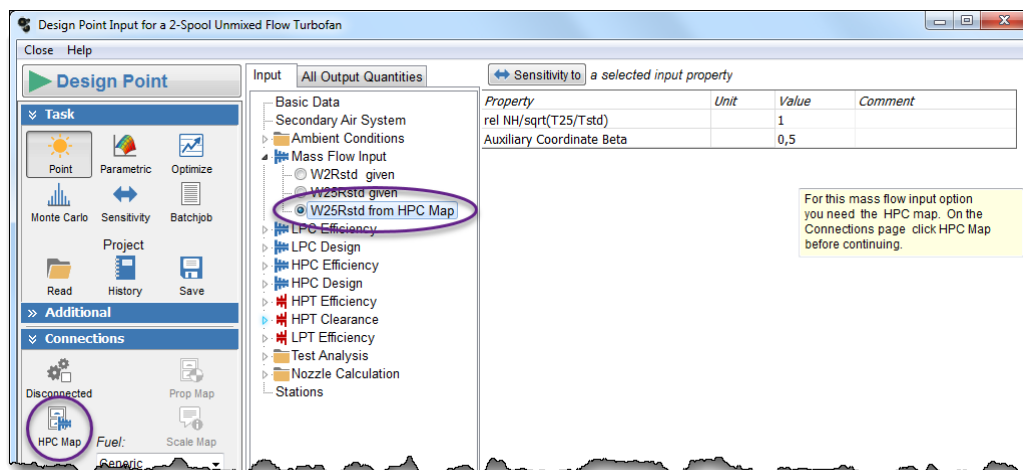 Design Point Input for a 2-Spool Unmixed Flow Turbofan
Close Help
Design Point
Task
Point Parametric Optimize
Monte Carlo Sensitivity Batchjob
Project
Read History Save
Additional
Connections
Disconnected Prop Map
HPC Map Fuel: Scale Map
Generic
Input All Output Quantities
Basic Data
Secondary Air System
Ambient Conditions
Mass Flow Input
W2Rstd given
W25Rstd given
W25Rstd from HPC Map
LPC Efficiency
LPC Design
HPC Efficiency
HPC Design
HPT Efficiency
HPT Clearance
LPT Efficiency
Test Analysis
Nozzle Calculation
Stations
Sensitivity to a selected input property
Property Unit Value Comment
rel NH/sqrt(T25/Tstd) 1
Auxiliary Coordinate Beta 0,5
For this mass flow input option
you need the HPC map. On the
Connections page click HPC Map
before continuing.